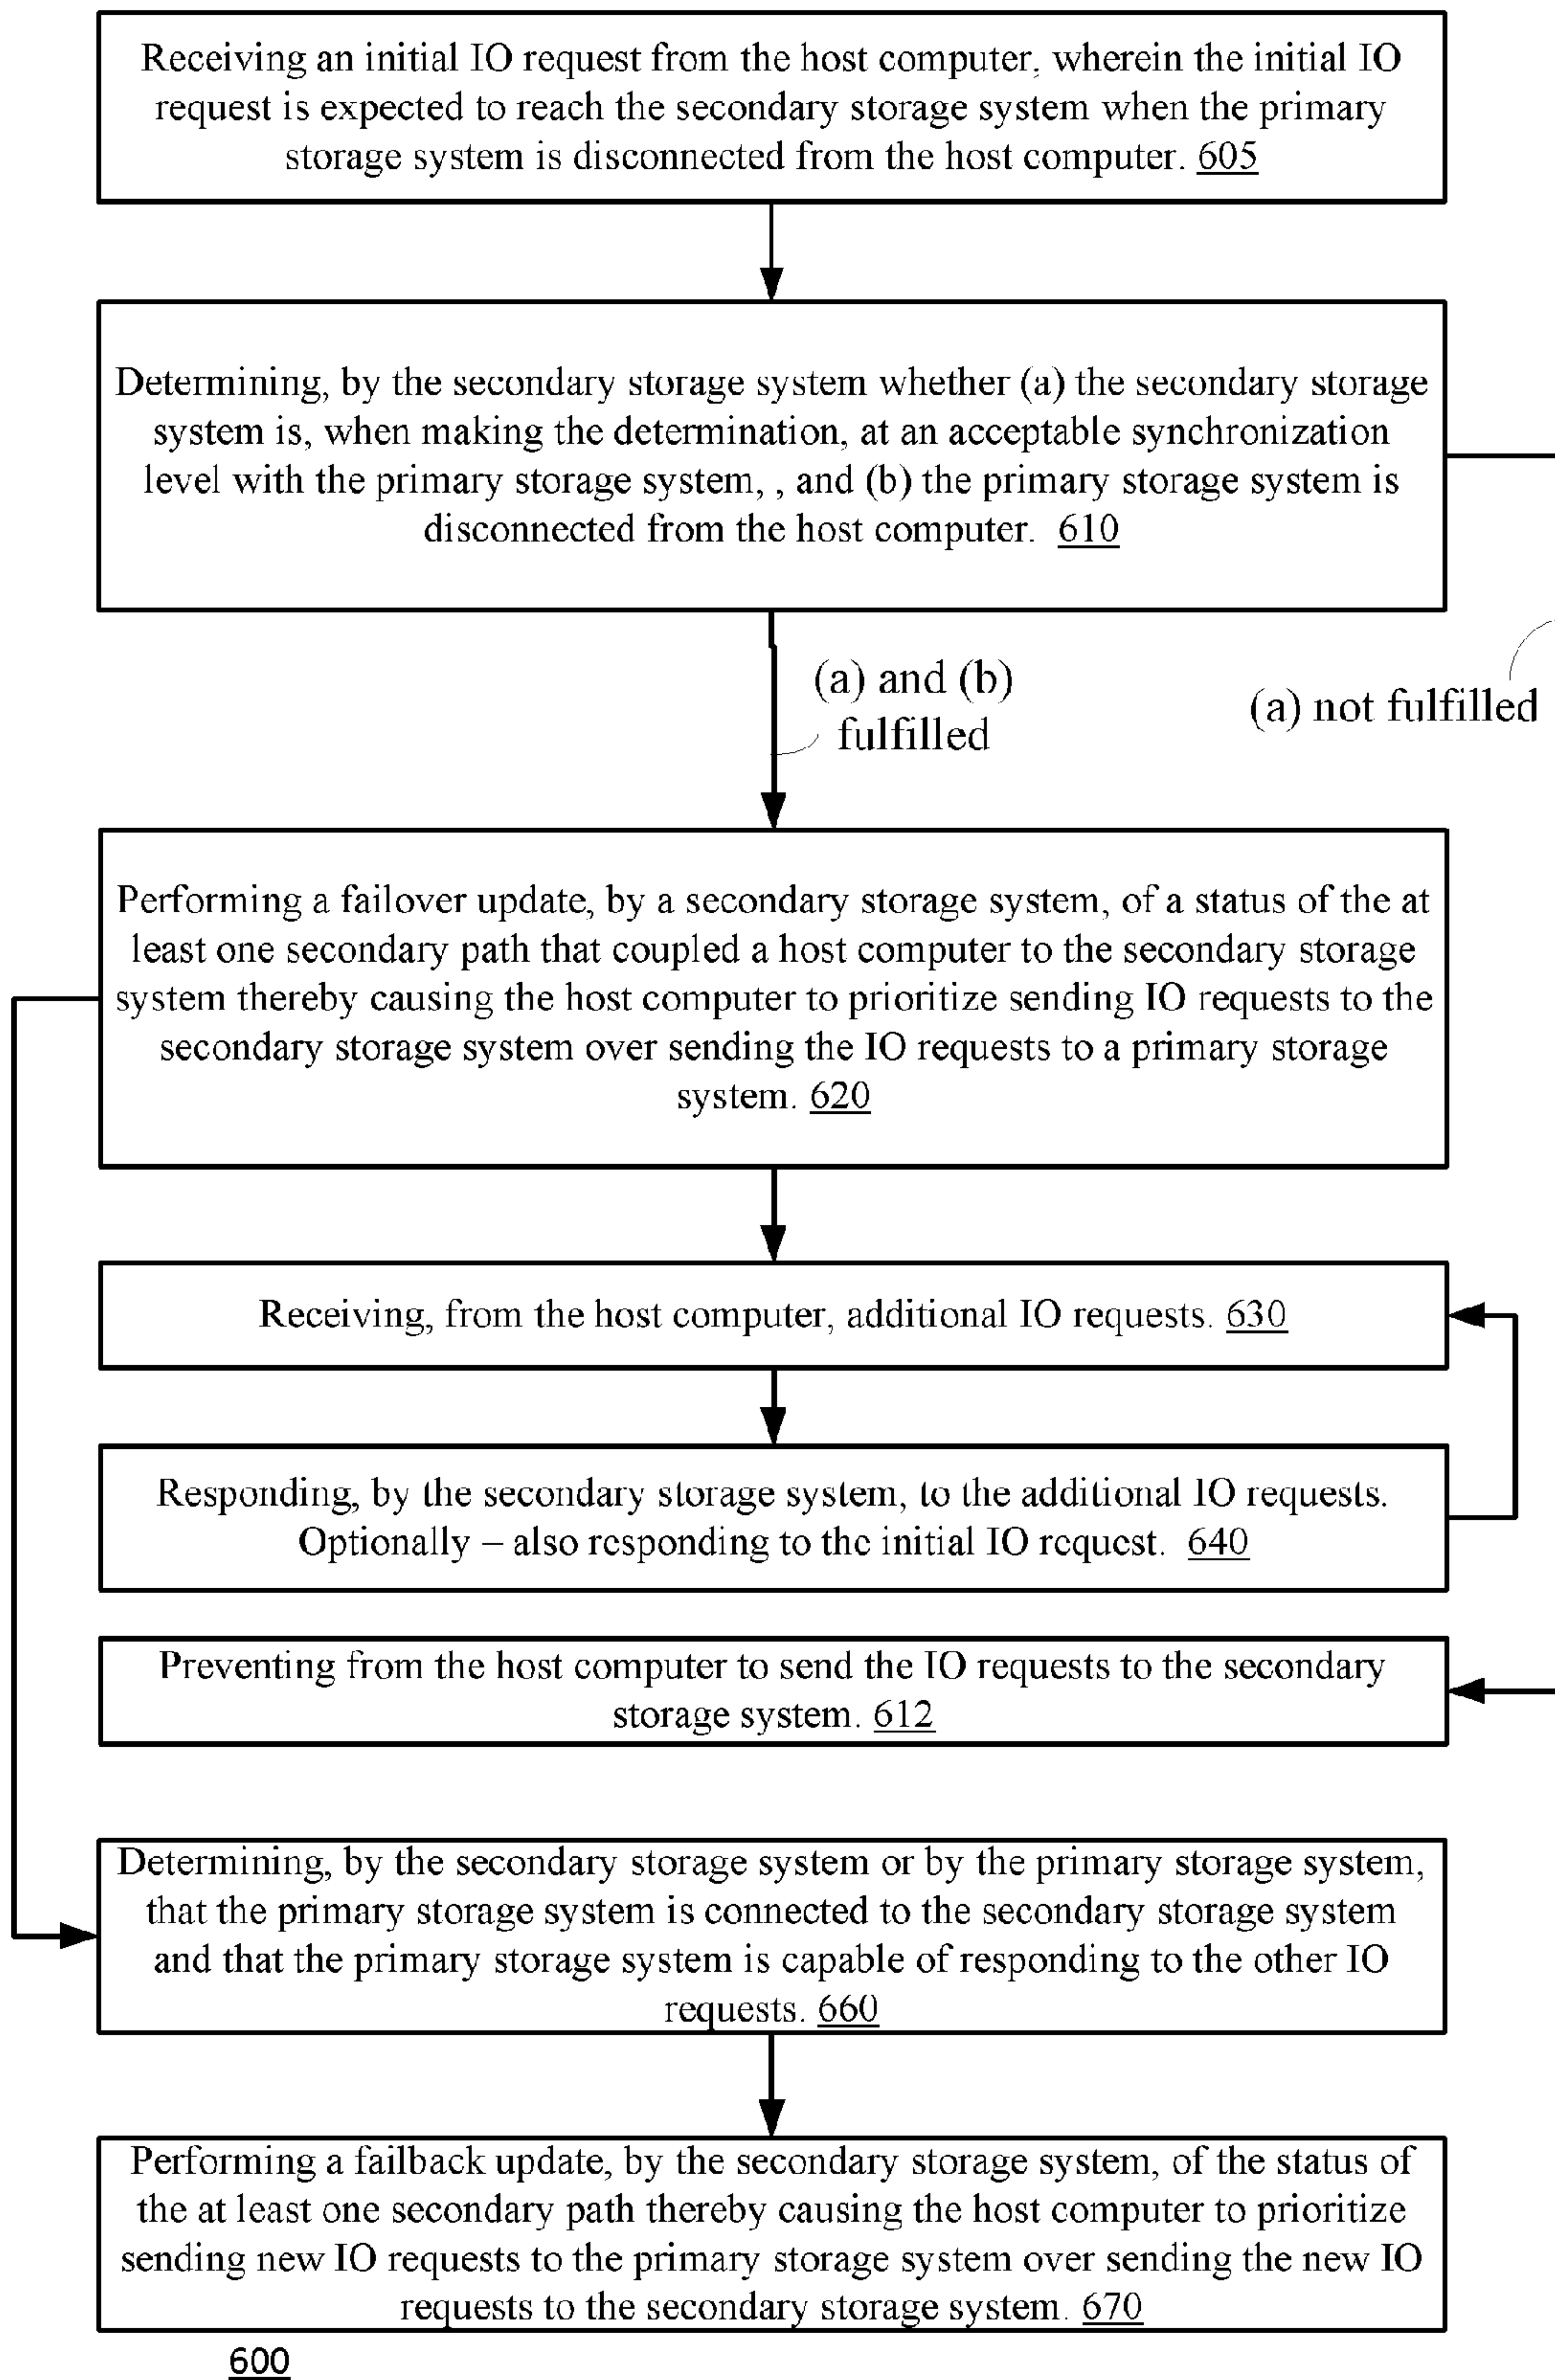 Receiving an initial IO request from the host computer, wherein the initial IO
request is expected to reach the secondary storage system when the primary
storage system is disconnected from the host computer. 605
Determining, by the secondary storage system whether (a) the secondary storage
system is, when making the determination, at an acceptable synchronization
level with the primary storage system, , and (b) the primary storage system is
disconnected from the host computer. 610
(a) and (b)
fulfilled
(a) not fulfilled
Performing a failover update, by a secondary storage system, of a status of the at
least one secondary path that coupled a host computer to the secondary storage
system thereby causing the host computer to prioritize sending IO requests to the
secondary storage system over sending the IO requests to a primary storage
system. 620
Receiving, from the host computer, additional IO requests. 630
Responding, by the secondary storage system, to the additional IO requests.
Optionally – also responding to the initial IO request. 640
Preventing from the host computer to send the IO requests to the secondary
storage system. 612
Determining, by the secondary storage system or by the primary storage system,
that the primary storage system is connected to the secondary storage system
and that the primary storage system is capable of responding to the other IO
requests. 660
Performing a failback update, by the secondary storage system, of the status of
the at least one secondary path thereby causing the host computer to prioritize
sending new IO requests to the primary storage system over sending the new IO
requests to the secondary storage system. 670
600